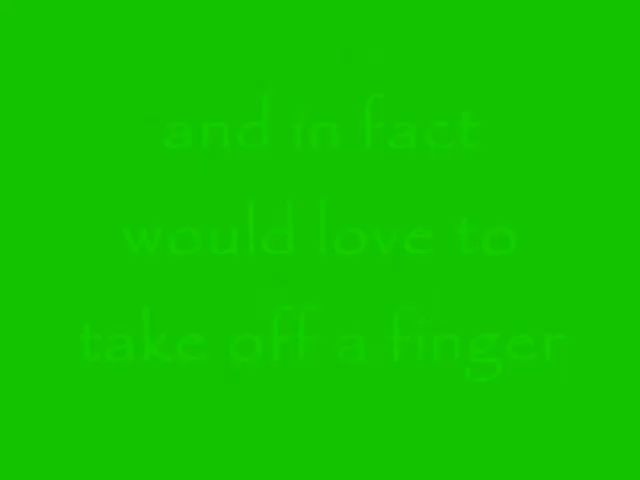 and in fact
would love to
take off a finger